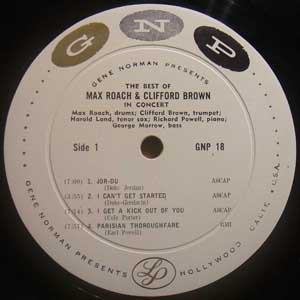 G N P
GENE NORMAN PRESENTS
THE BEST OF
MAX ROACH & CLIFFORD BROWN
IN CONCERT
Max Roach, drums; Clifford Brown, trumpet;
Harold Land, tenor sax; Richard Powell, piano;
George Morrow, bass
Side 1 GNP 18
(7:00) 1. JOR-DU ASCAP
(Duke Jordan)
2. I CAN'T GET STARTED ASCAP
(Duke-Gershwin)
3. I GET A KICK OUT OF YOU ASCAP
(Cole Porter)
4. PARISIAN THOROUGHFARE BMI
(Earl Powell)
GENE NORMAN PRESENTS LP HOLLYWOOD CALIF., U.S.A.